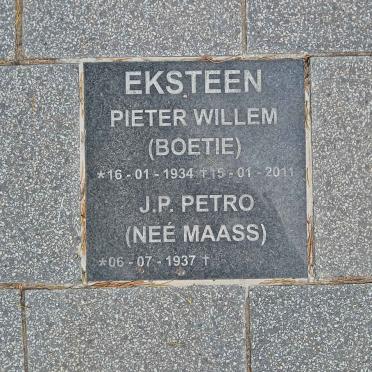 EKSTEEN
PIETER WILLEM
(BOETIE)
*16 - 01 - 1934 †15 - 01 - 2011
J.P. PETRO
(NEÉ MAASS)
*06 - 07 - 1937 †